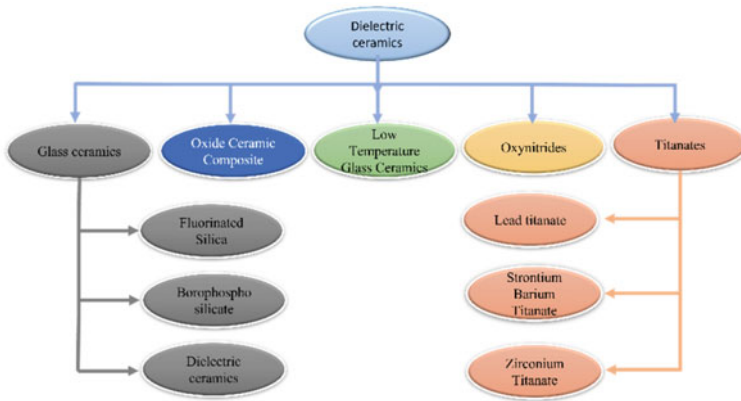 Dielectric
ceramics
Glass ceramics
Oxide Ceramic
Composite
Low
Temperature
Glass Ceramics
Oxynitrides
Titanates
Fluorinated
Silica
Borophospho
silicate
Dielectric
ceramics
Lead titanate
Strontium
Barium
Titanate
Zirconium
Titanate